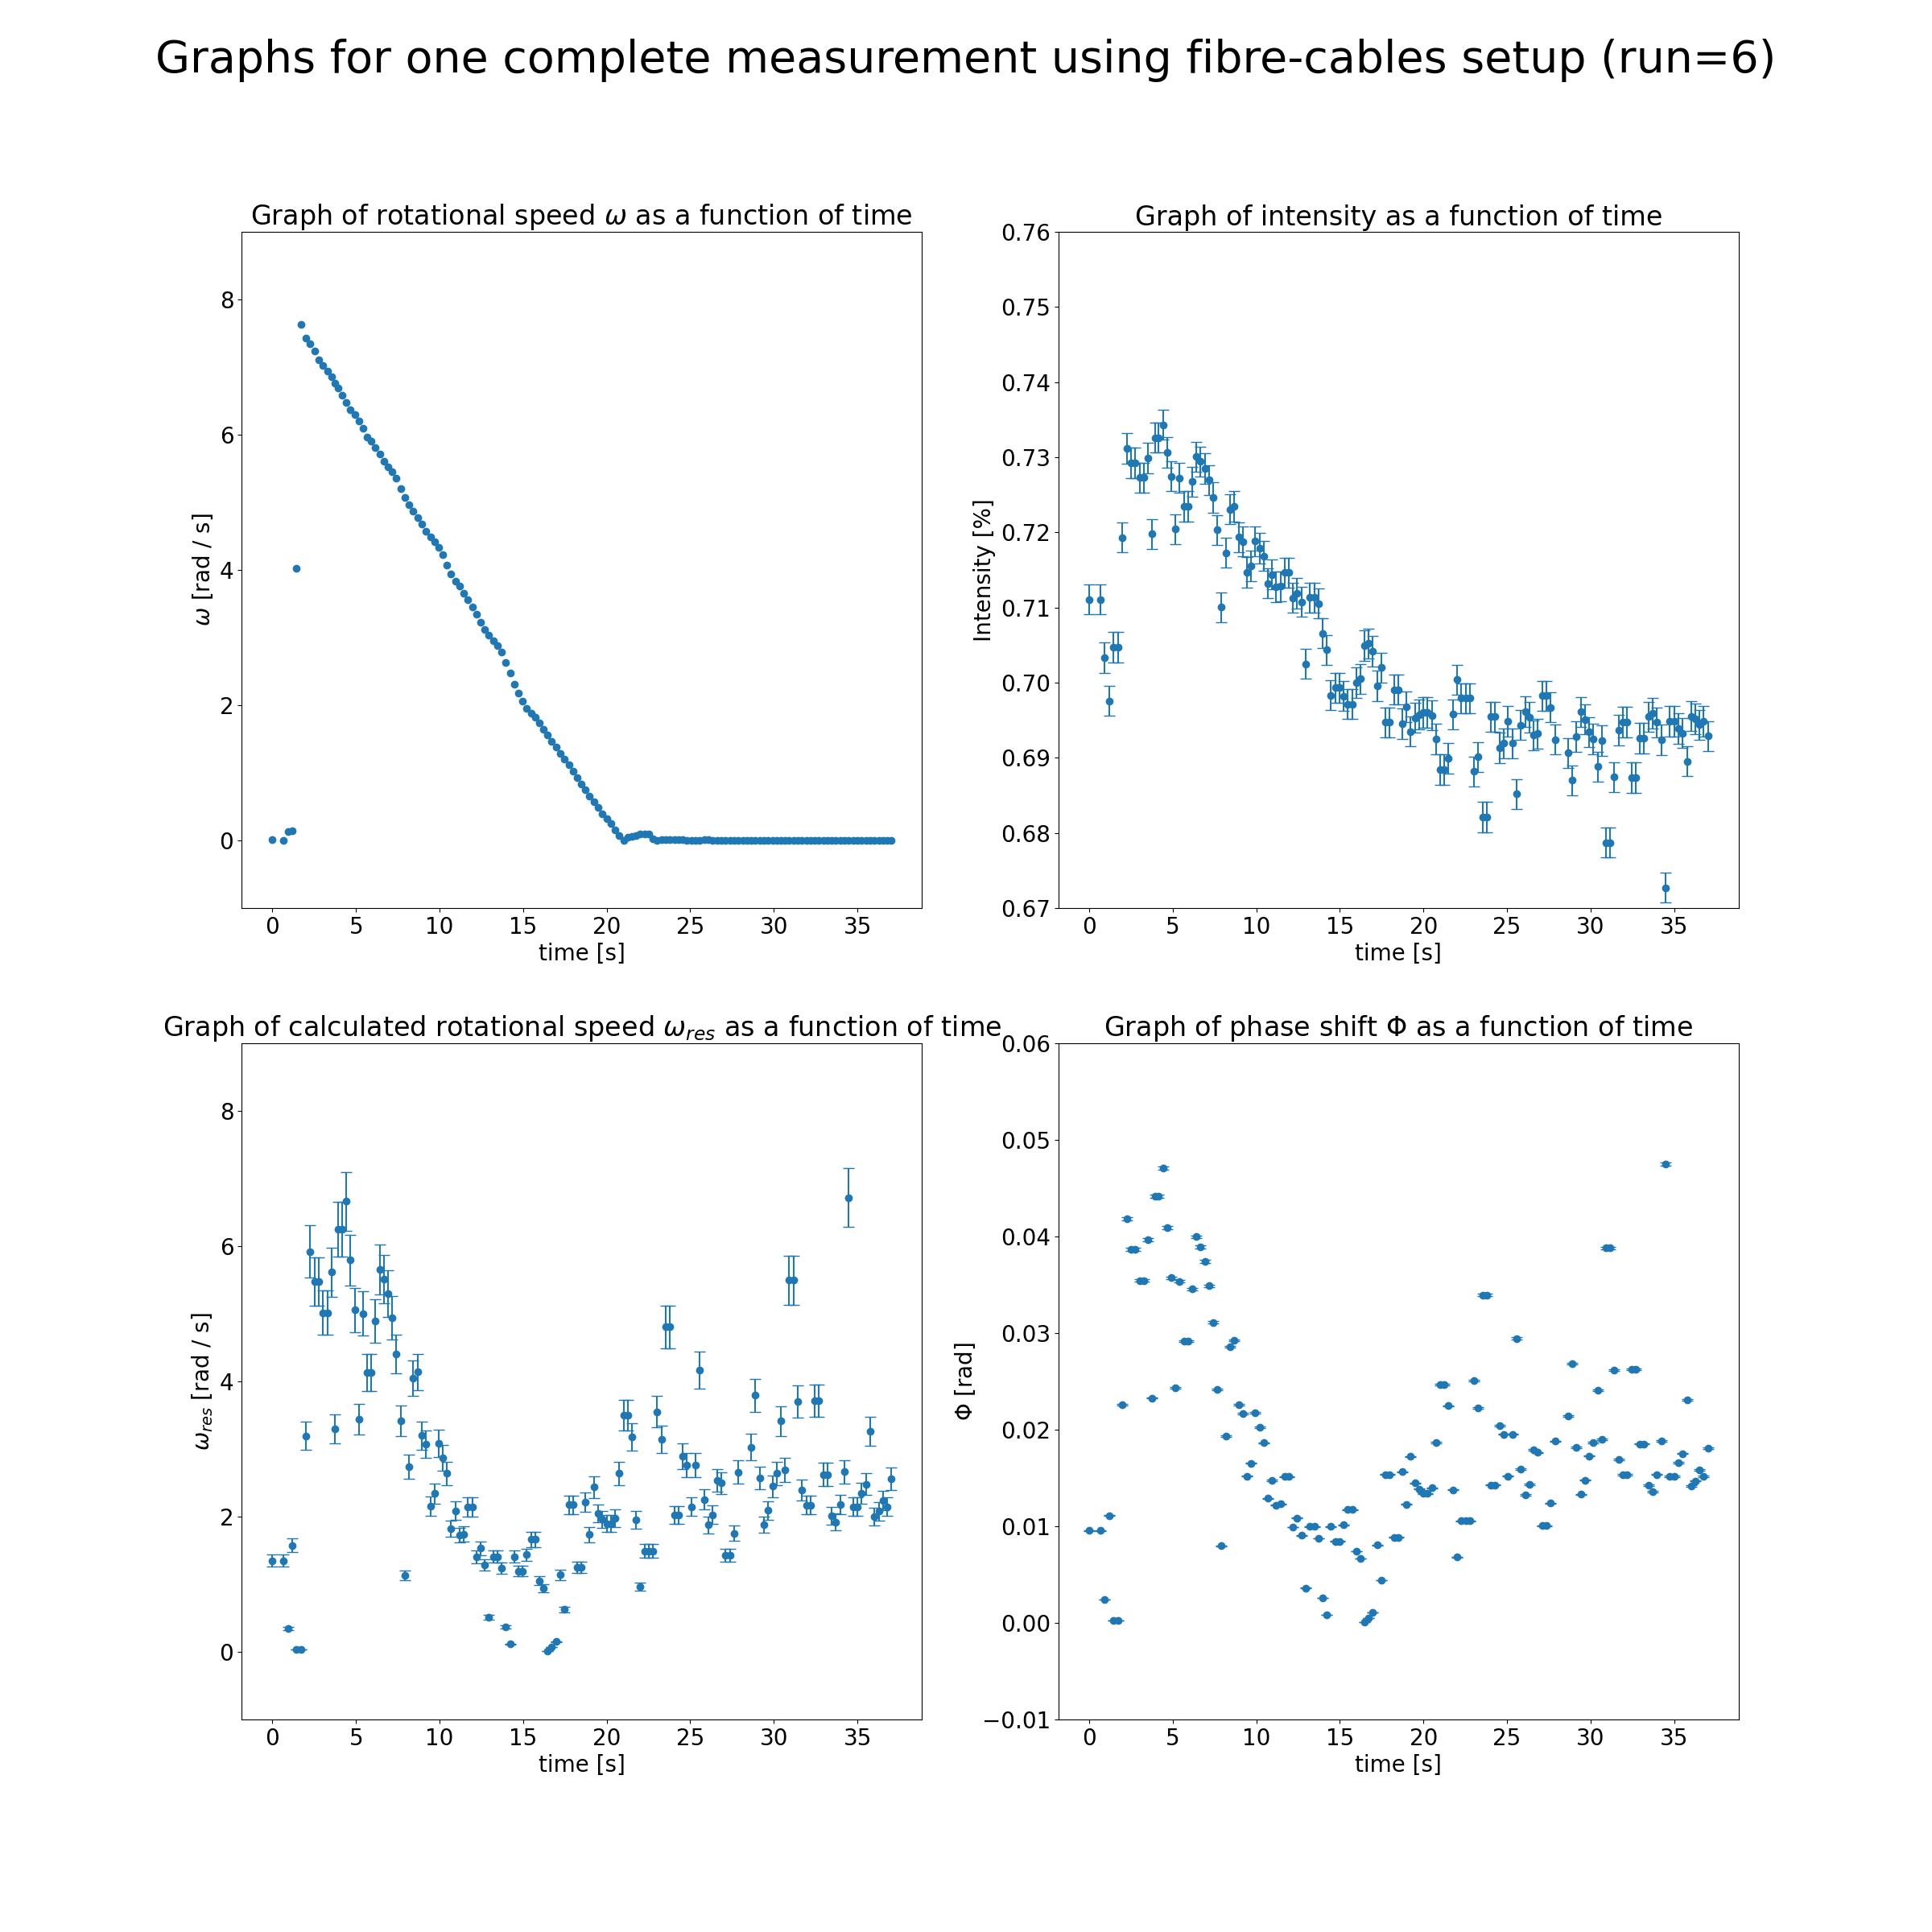 Graphs for one complete measurement using fibre-cables setup (run=6)
Graph of rotational speed ω as a function of time
8
6
4
2
0
ω [rad / s]
0 5 10 15 20 25 30 35
time [s]
Graph of intensity as a function of time
0.76
0.75
0.74
0.73
0.72
0.71
0.70
0.69
0.68
0.67
Intensity [%]
0 5 10 15 20 25 30 35
time [s]
Graph of calculated rotational speed ω_res as a function of time
8
6
4
2
0
ω_res [rad / s]
0 5 10 15 20 25 30 35
time [s]
Graph of phase shift Φ as a function of time
0.06
0.05
0.04
0.03
0.02
0.01
0.00
−0.01
Φ [rad]
0 5 10 15 20 25 30 35
time [s]